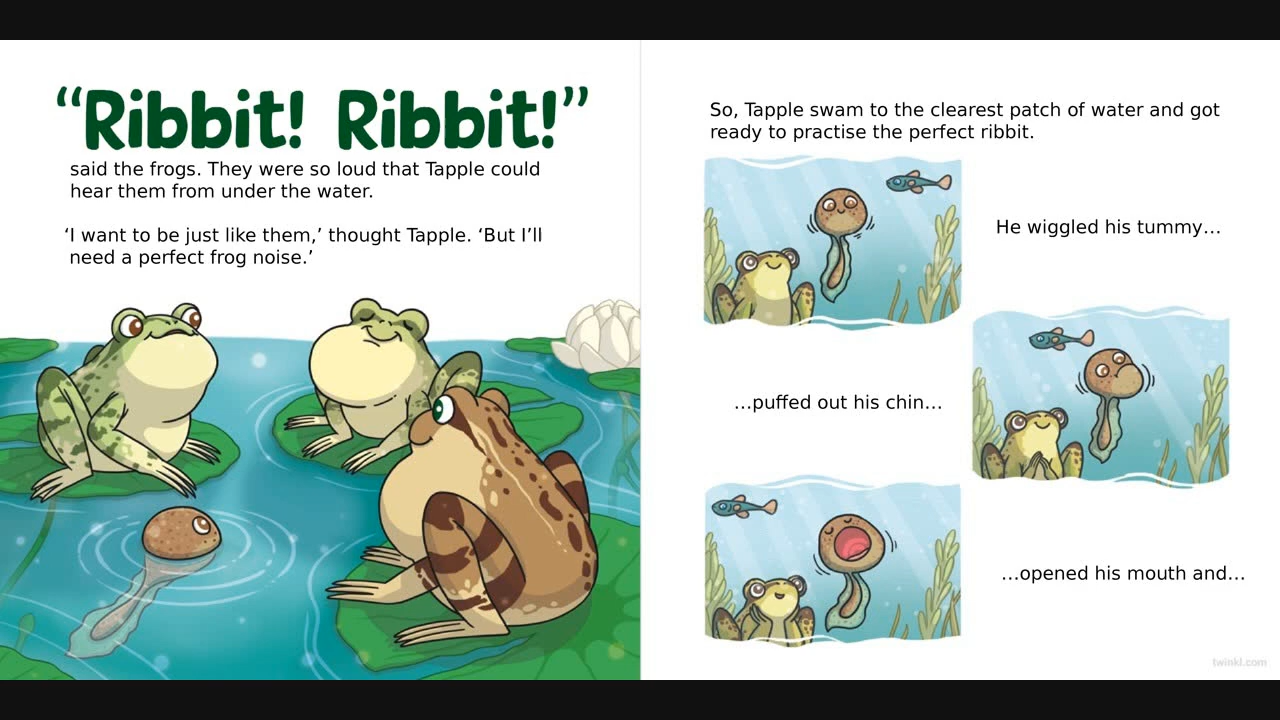 “Ribbit! Ribbit!”
said the frogs. They were so loud that Tapple could
hear them from under the water.
‘I want to be just like them,’ thought Tapple. ‘But I’ll
need a perfect frog noise.’
So, Tapple swam to the clearest patch of water and got
ready to practise the perfect ribbit.
He wiggled his tummy…
…puffed out his chin…
…opened his mouth and…
twinkl.com